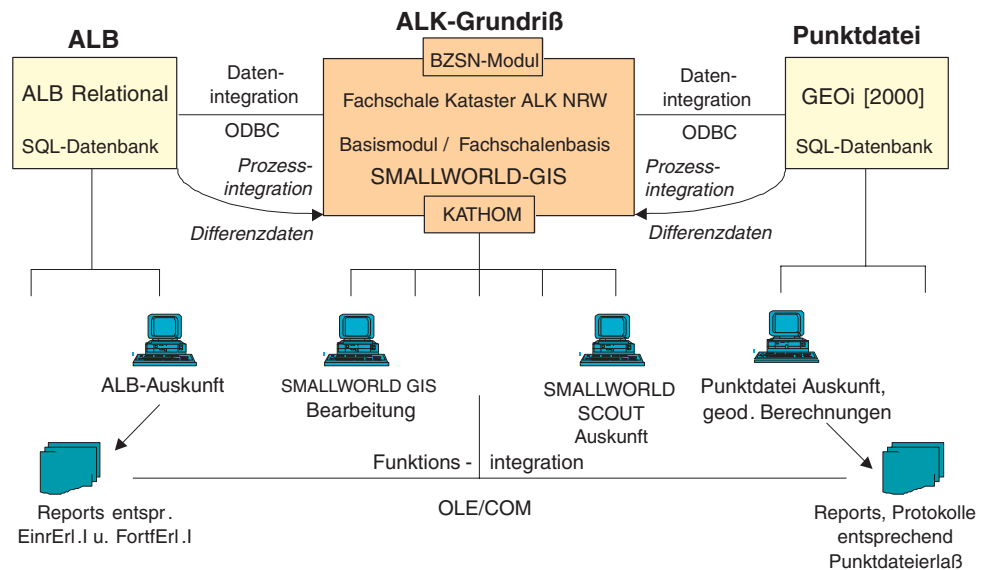 ALB
ALK-Grundriß
Punktdatei
BZSN-Modul
ALB Relational
SQL-Datenbank
Daten-
integration
ODBC
Prozess-
integration
Differenzdaten
Fachschale Kataster ALK NRW
Basismodul / Fachschalenbasis
SMALLWORLD-GIS
KATHOM
Daten-
integration
ODBC
Prozess-
integration
Differenzdaten
GEOi [2000]
SQL-Datenbank
ALB-Auskunft
SMALLWORLD GIS
Bearbeitung
SMALLWORLD
SCOUT
Auskunft
Punktdatei Auskunft,
geod. Berechnungen
Funktions - integration
OLE/COM
Reports entspr.
EinrErl.I u. FortfErl.I
Reports, Protokolle
entsprechend
Punktdateierlaß